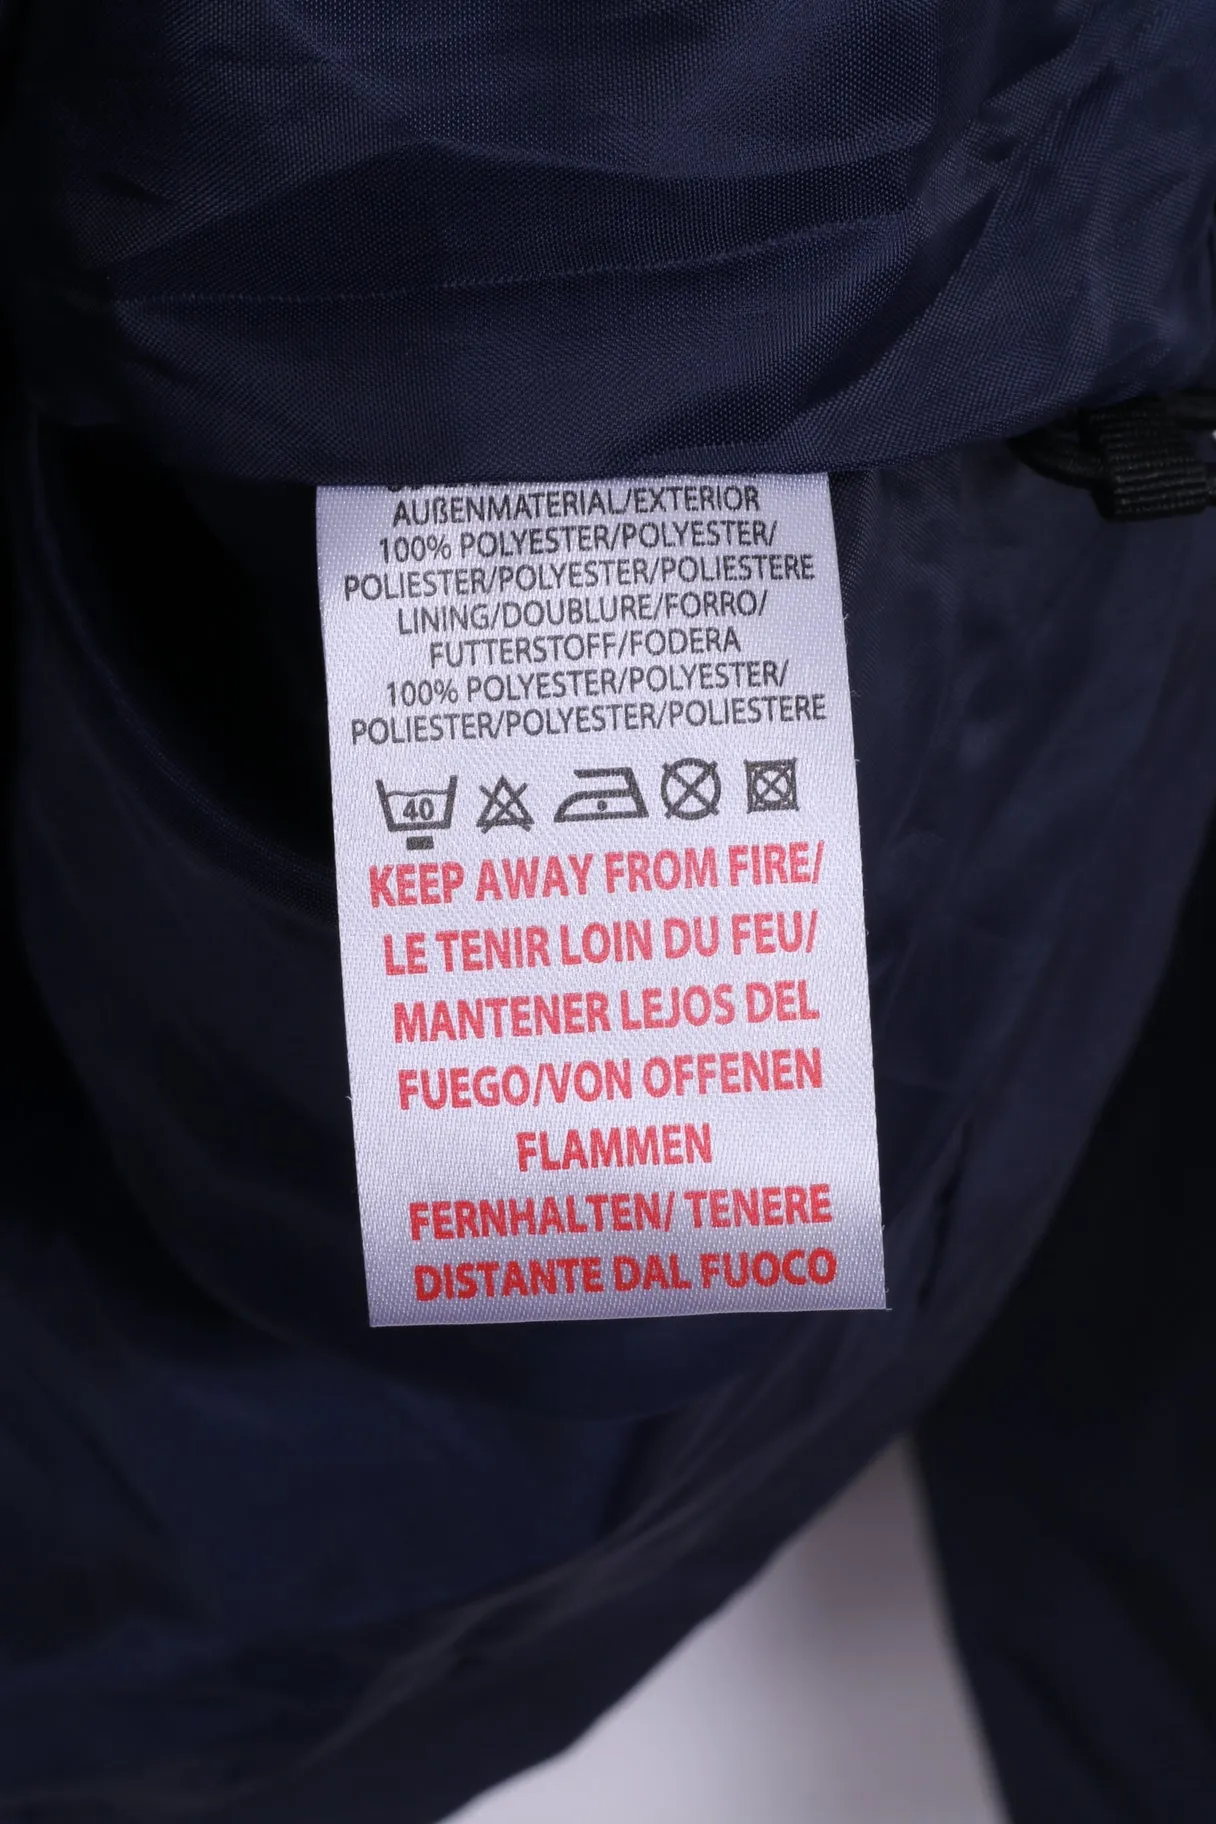 AUßENMATERIAL/EXTERIOR
100% POLYESTER/POLYESTER/
POLIESTER/POLYESTER/POLIESTERE
LINING/DOUBLURE/FORRO/
FUTTERSTOFF/FODERA
100% POLYESTER/POLYESTER/
POLIESTER/POLYESTER/POLIESTERE
40
KEEP AWAY FROM FIRE/
LE TENIR LOIN DU FEU/
MANTENER LEJOS DEL
FUEGO/VON OFFENEN
FLAMMEN
FERNHALTEN/ TENERE
DISTANTE DAL FUOCO